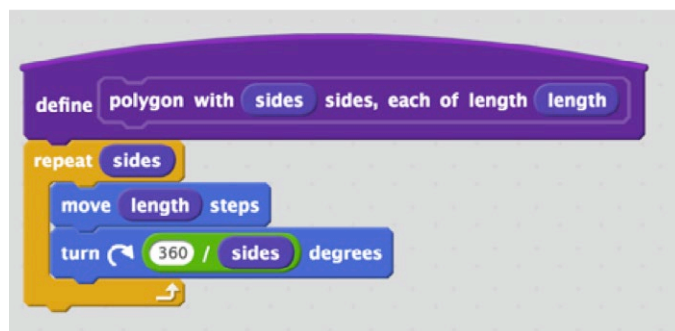 define polygon with sides sides, each of length length
repeat sides
move length steps
turn 360 / sides degrees